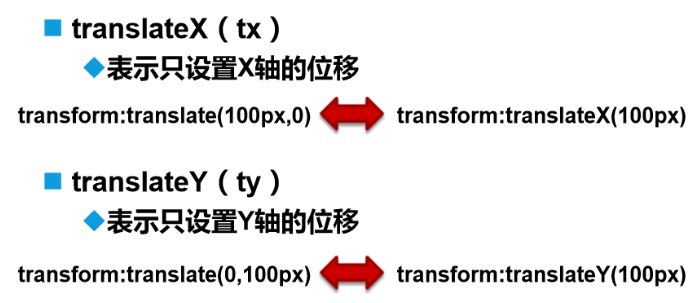 translateX（tx）
表示只设置X轴的位移
transform:translate(100px,0) transform:translateX(100px)
translateY（ty）
表示只设置Y轴的位移
transform:translate(0,100px) transform:translateY(100px)